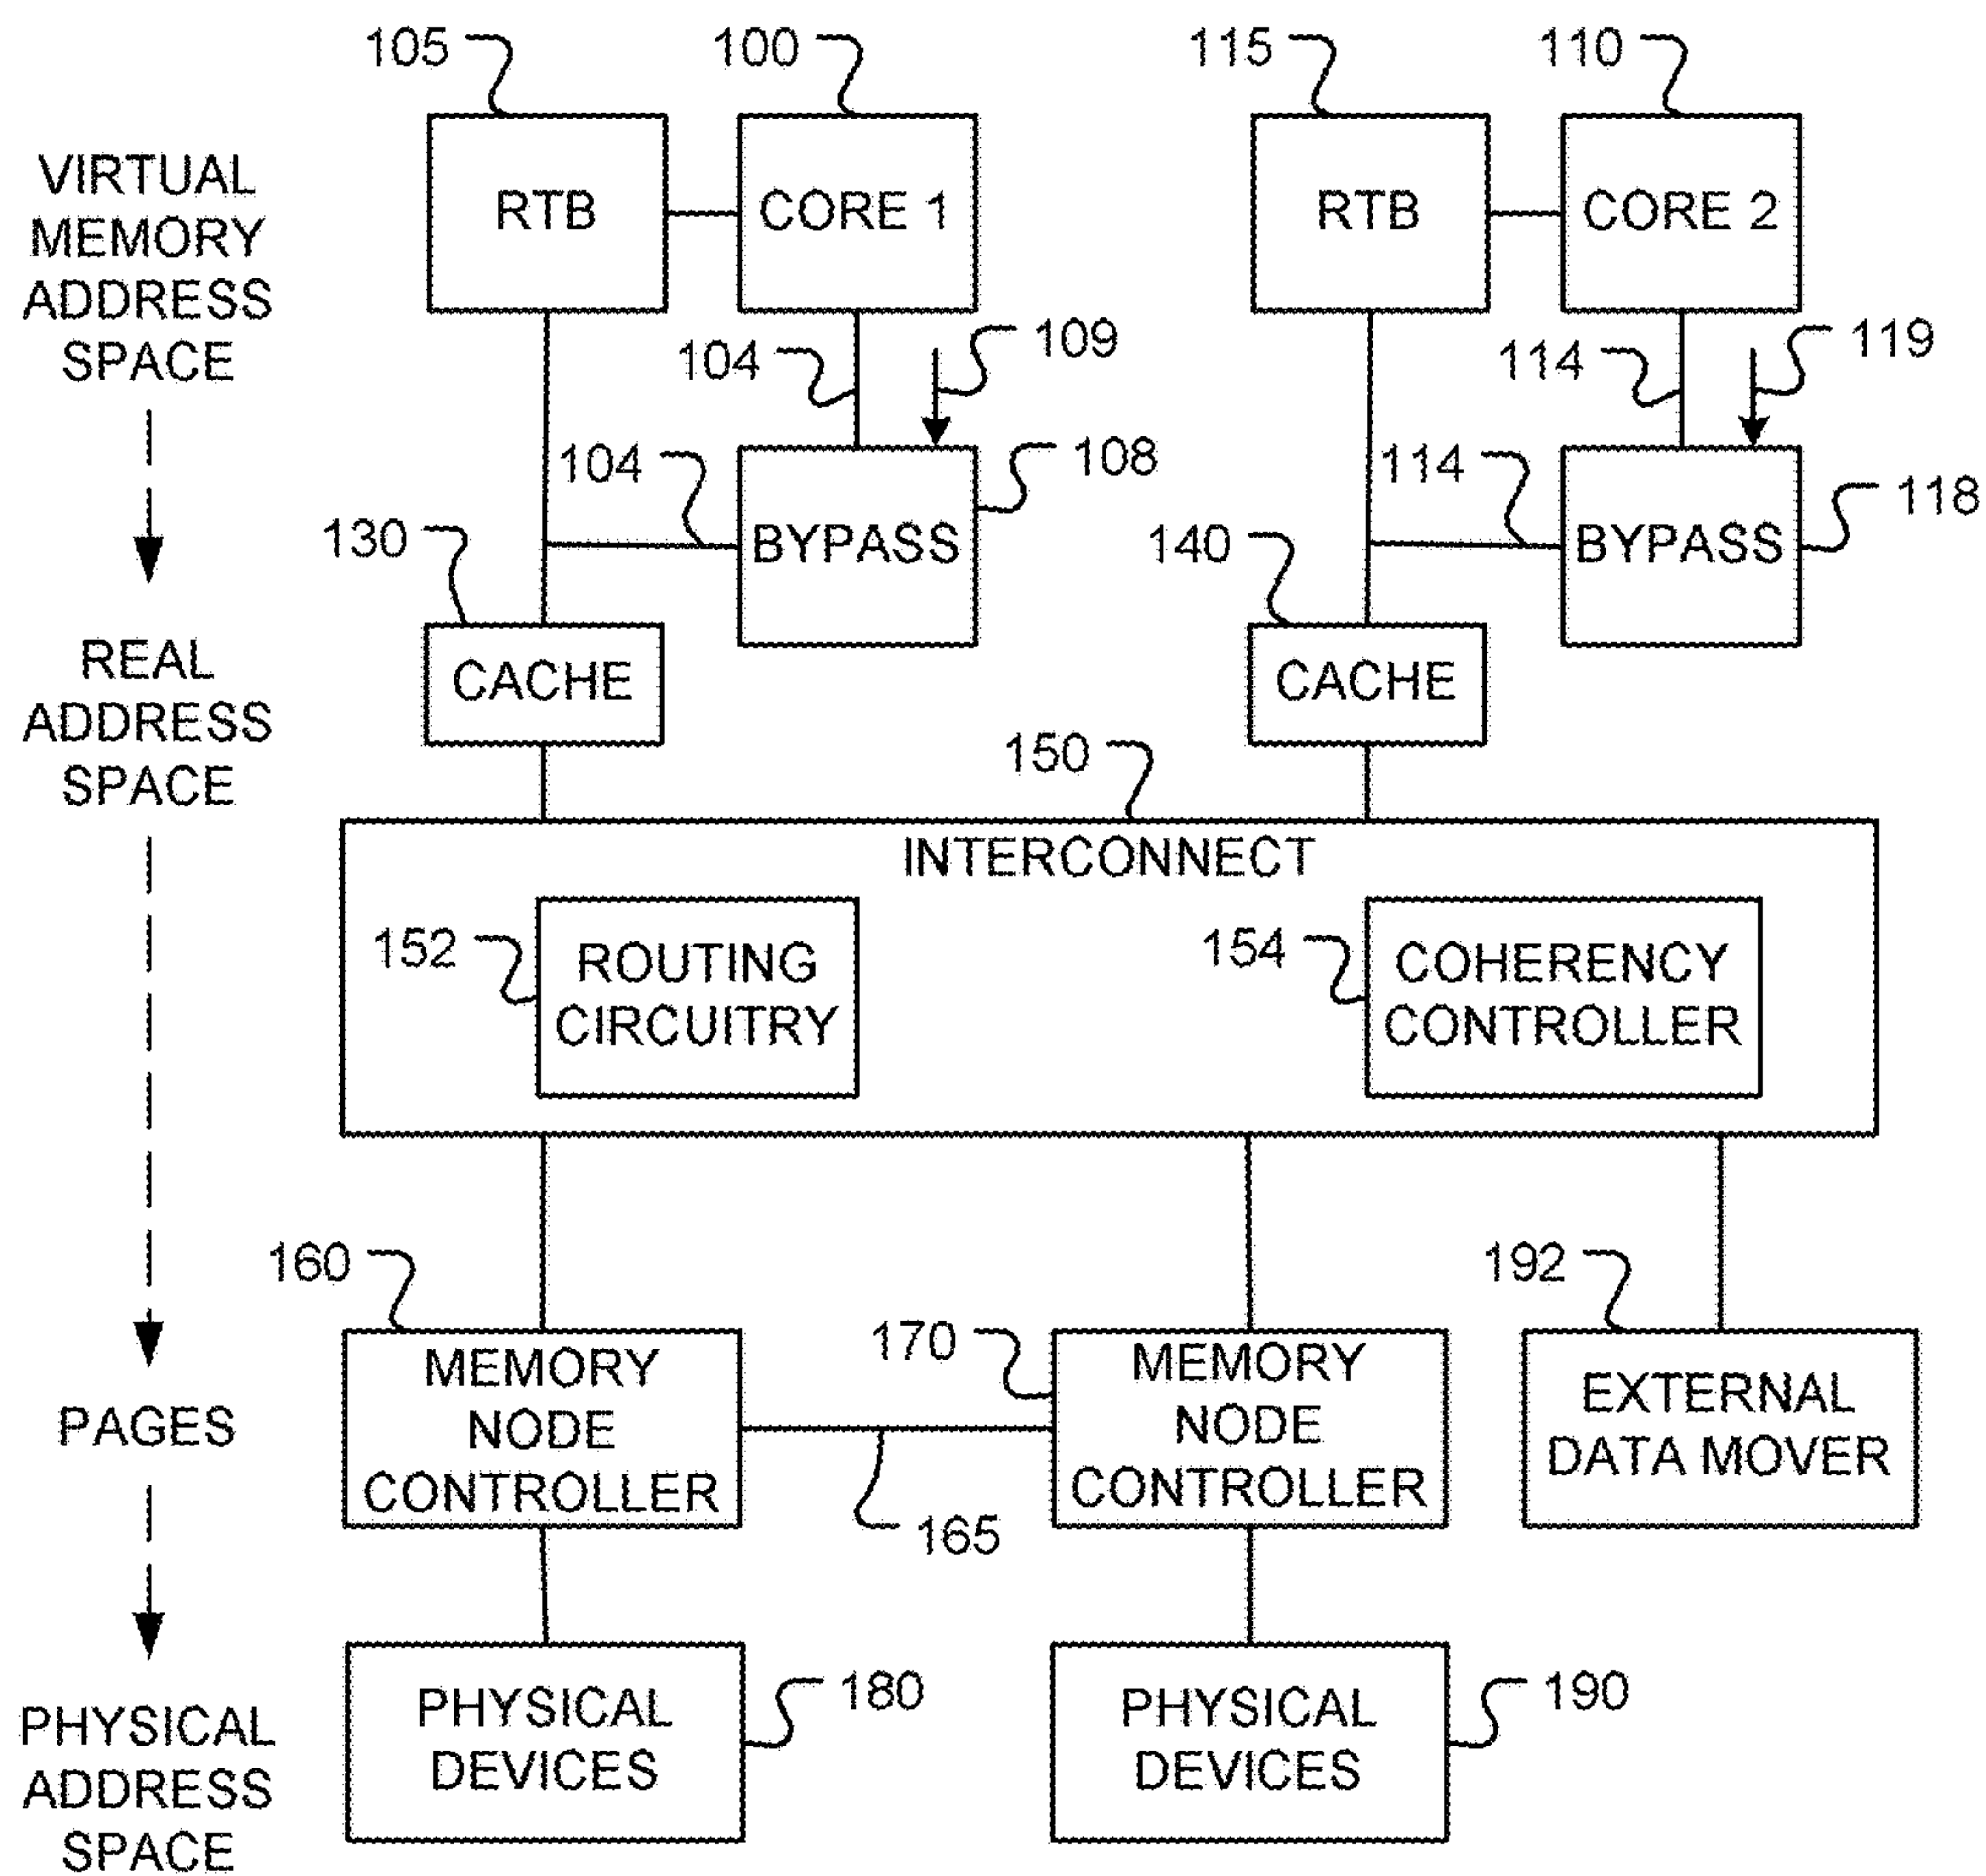 105
100
115
110
VIRTUAL
MEMORY
ADDRESS
SPACE
RTB
CORE 1
RTB
CORE 2
104
109
114
119
104
108
114
118
BYPASS
BYPASS
130
140
REAL
ADDRESS
SPACE
CACHE
CACHE
150
INTERCONNECT
152
ROUTING
CIRCUITRY
154
COHERENCY
CONTROLLER
160
170
192
PAGES
MEMORY
NODE
CONTROLLER
MEMORY
NODE
CONTROLLER
EXTERNAL
DATA MOVER
165
PHYSICAL
ADDRESS
SPACE
PHYSICAL
DEVICES
180
PHYSICAL
DEVICES
190